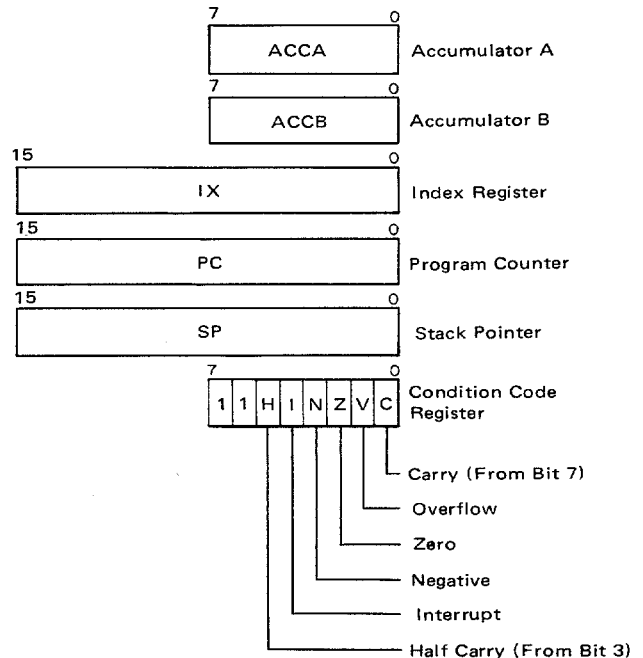 7 0
ACCA Accumulator A
7 0
ACCB Accumulator B
15 0
IX Index Register
15 0
PC Program Counter
15 0
SP Stack Pointer
7 0
1 1 H I N Z V C Condition Code
Register
Carry (From Bit 7)
Overflow
Zero
Negative
Interrupt
Half Carry (From Bit 3)